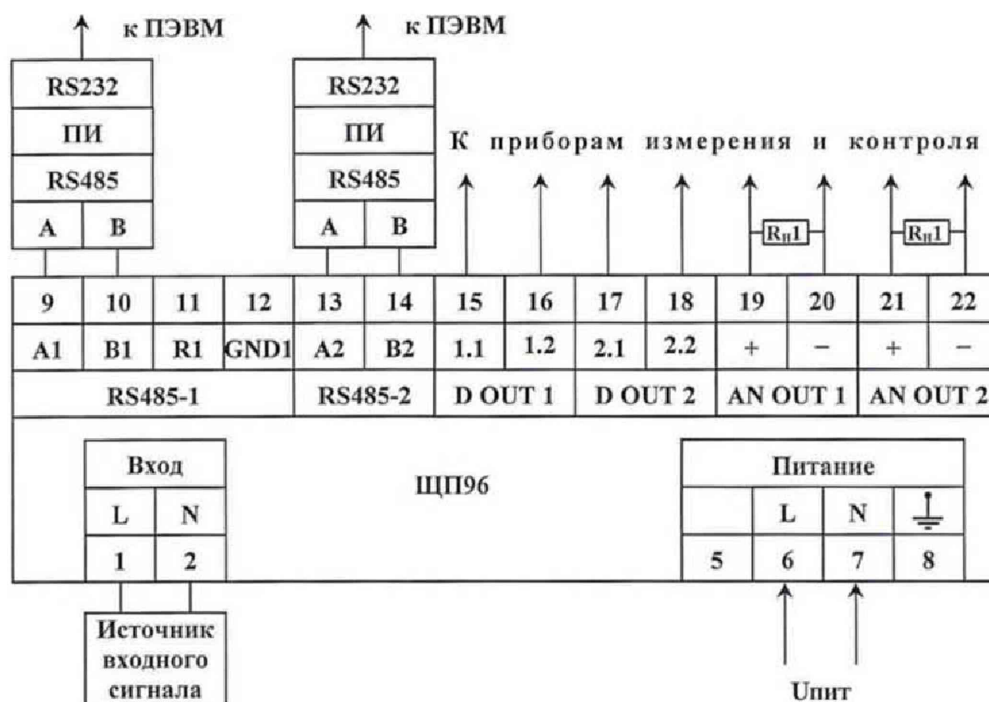 к ПЭВМ к ПЭВМ
RS232 RS232
ПИ ПИ
К приборам измерения и контроля
RS485 RS485
A B A B
Rн1 Rн1
9 10 11 12 13 14 15 16 17 18 19 20 21 22
A1 B1 R1 GND1 A2 B2 1.1 1.2 2.1 2.2 + − + −
RS485-1 RS485-2 D OUT 1 D OUT 2 AN OUT 1 AN OUT 2
Вход ЩП96 Питание
L N L N
1 2 5 6 7 8
Источник
входного
сигнала
Uпит